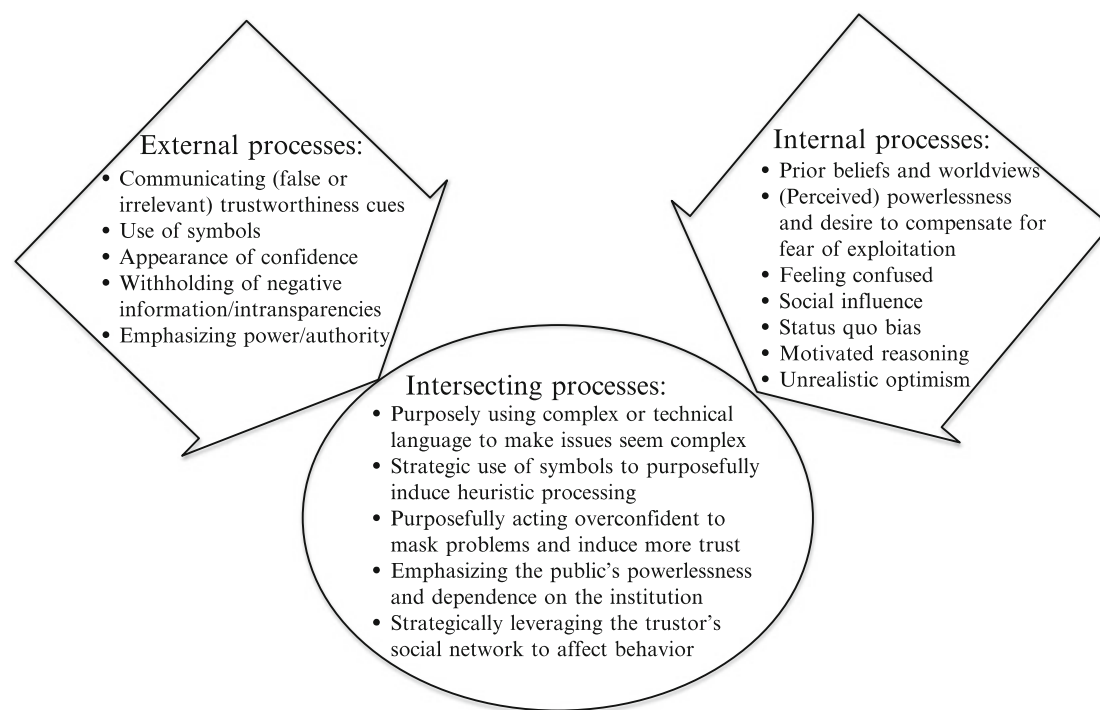 External processes:
• Communicating (false or
irrelevant) trustworthiness cues
• Use of symbols
• Appearance of confidence
• Withholding of negative
information/intransparencies
• Emphasizing power/authority
Internal processes:
• Prior beliefs and worldviews
• (Perceived) powerlessness
and desire to compensate for
fear of exploitation
• Feeling confused
• Social influence
• Status quo bias
• Motivated reasoning
• Unrealistic optimism
Intersecting processes:
• Purposely using complex or technical
language to make issues seem complex
• Strategic use of symbols to purposefully
induce heuristic processing
• Purposefully acting overconfident to
mask problems and induce more trust
• Emphasizing the public's powerlessness
and dependence on the institution
• Strategically leveraging the trustor's
social network to affect behavior